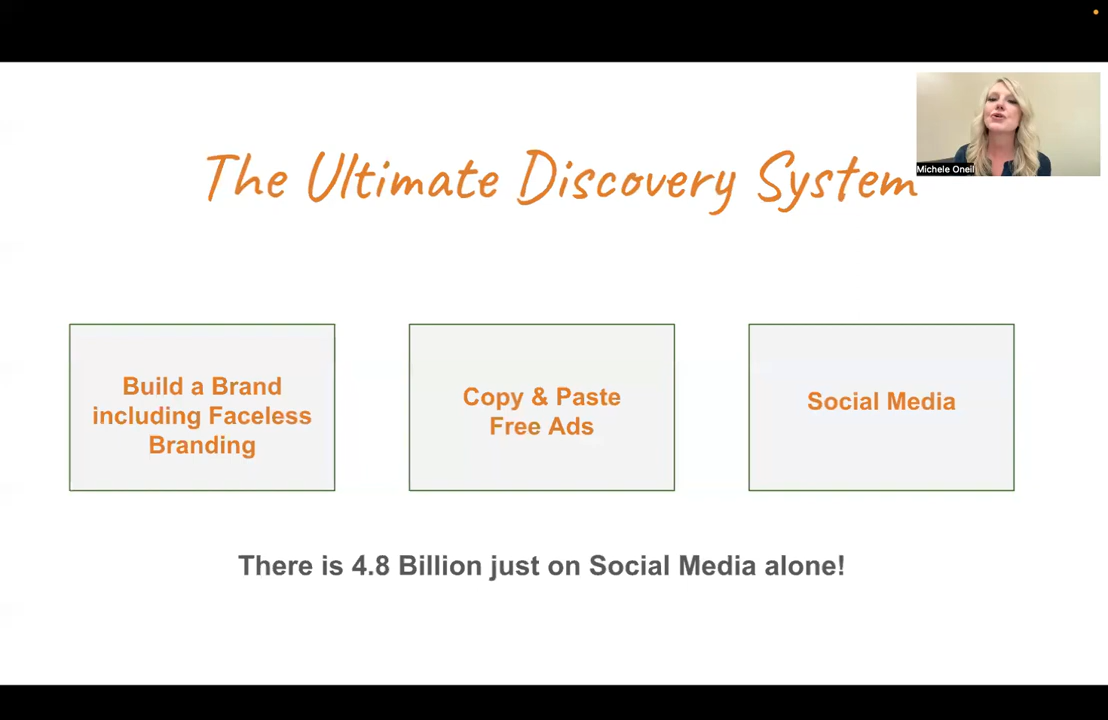 The Ultimate Discovery System
Michele Oneil
Build a Brand
including Faceless
Branding
Copy & Paste
Free Ads
Social Media
There is 4.8 Billion just on Social Media alone!